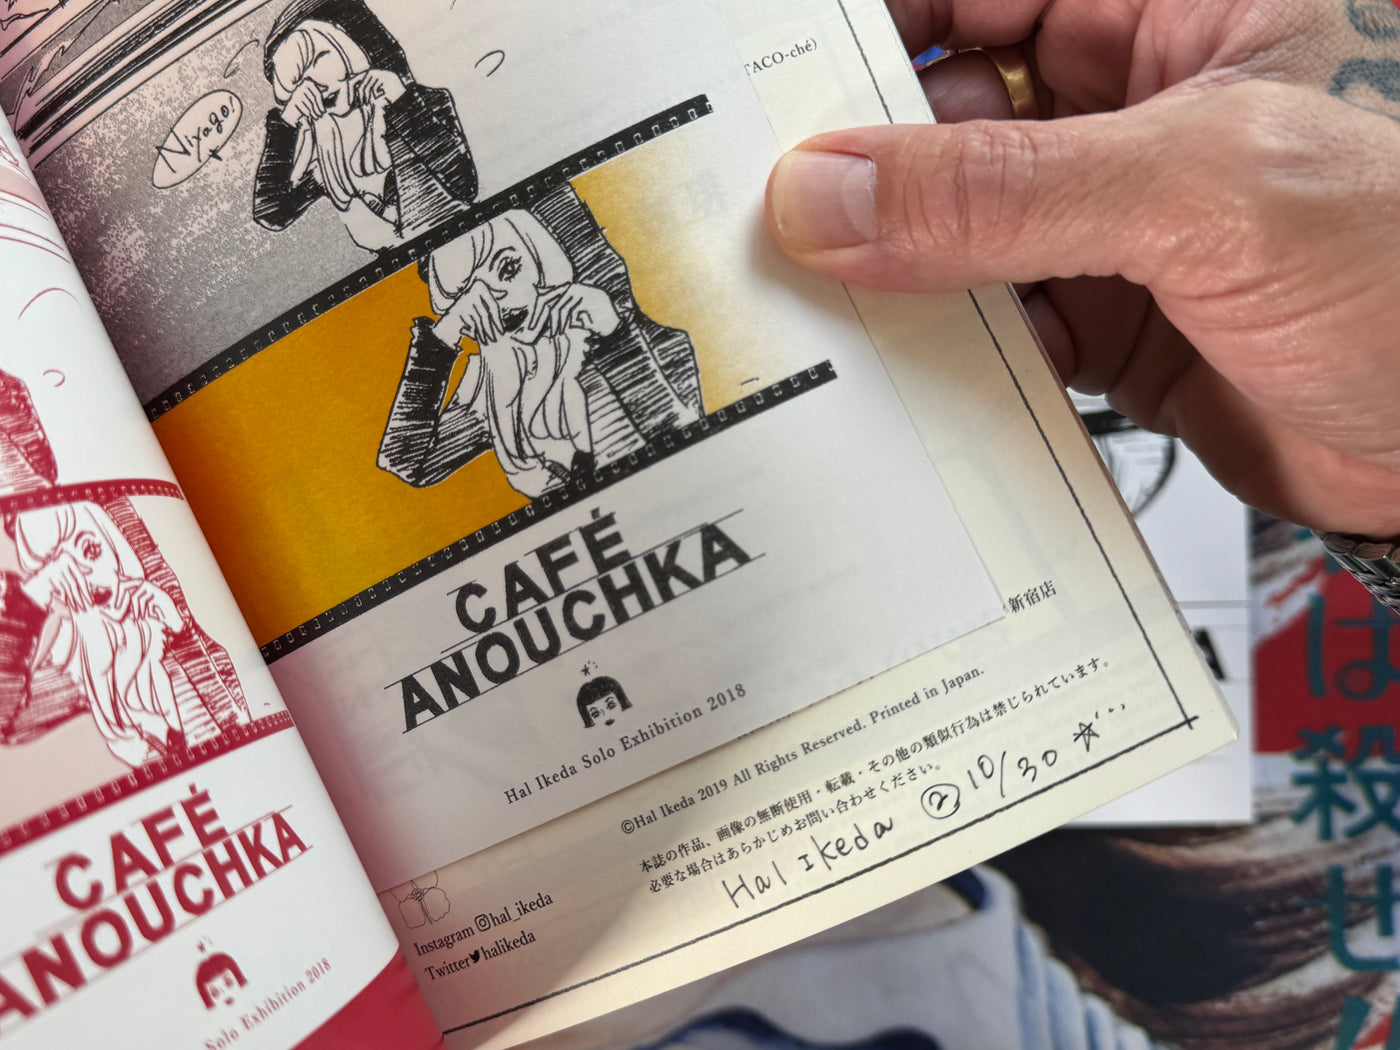 TACO-ché)
Niyago!
CAFÉ
ANOUCHKA
Hal Ikeda Solo Exhibition 2018
新宿店
©Hal Ikeda 2019 All Rights Reserved. Printed in Japan.
本誌の作品、画像の無断使用・転載・その他の類似行為は禁じられています。
必要な場合はあらかじめお問い合わせください。
Hal Ikeda ② 10/30
Instagram @hal_ikeda
Twitter halikeda
CAFÉ
ANOUCHKA
Solo Exhibition 2018
は殺せ